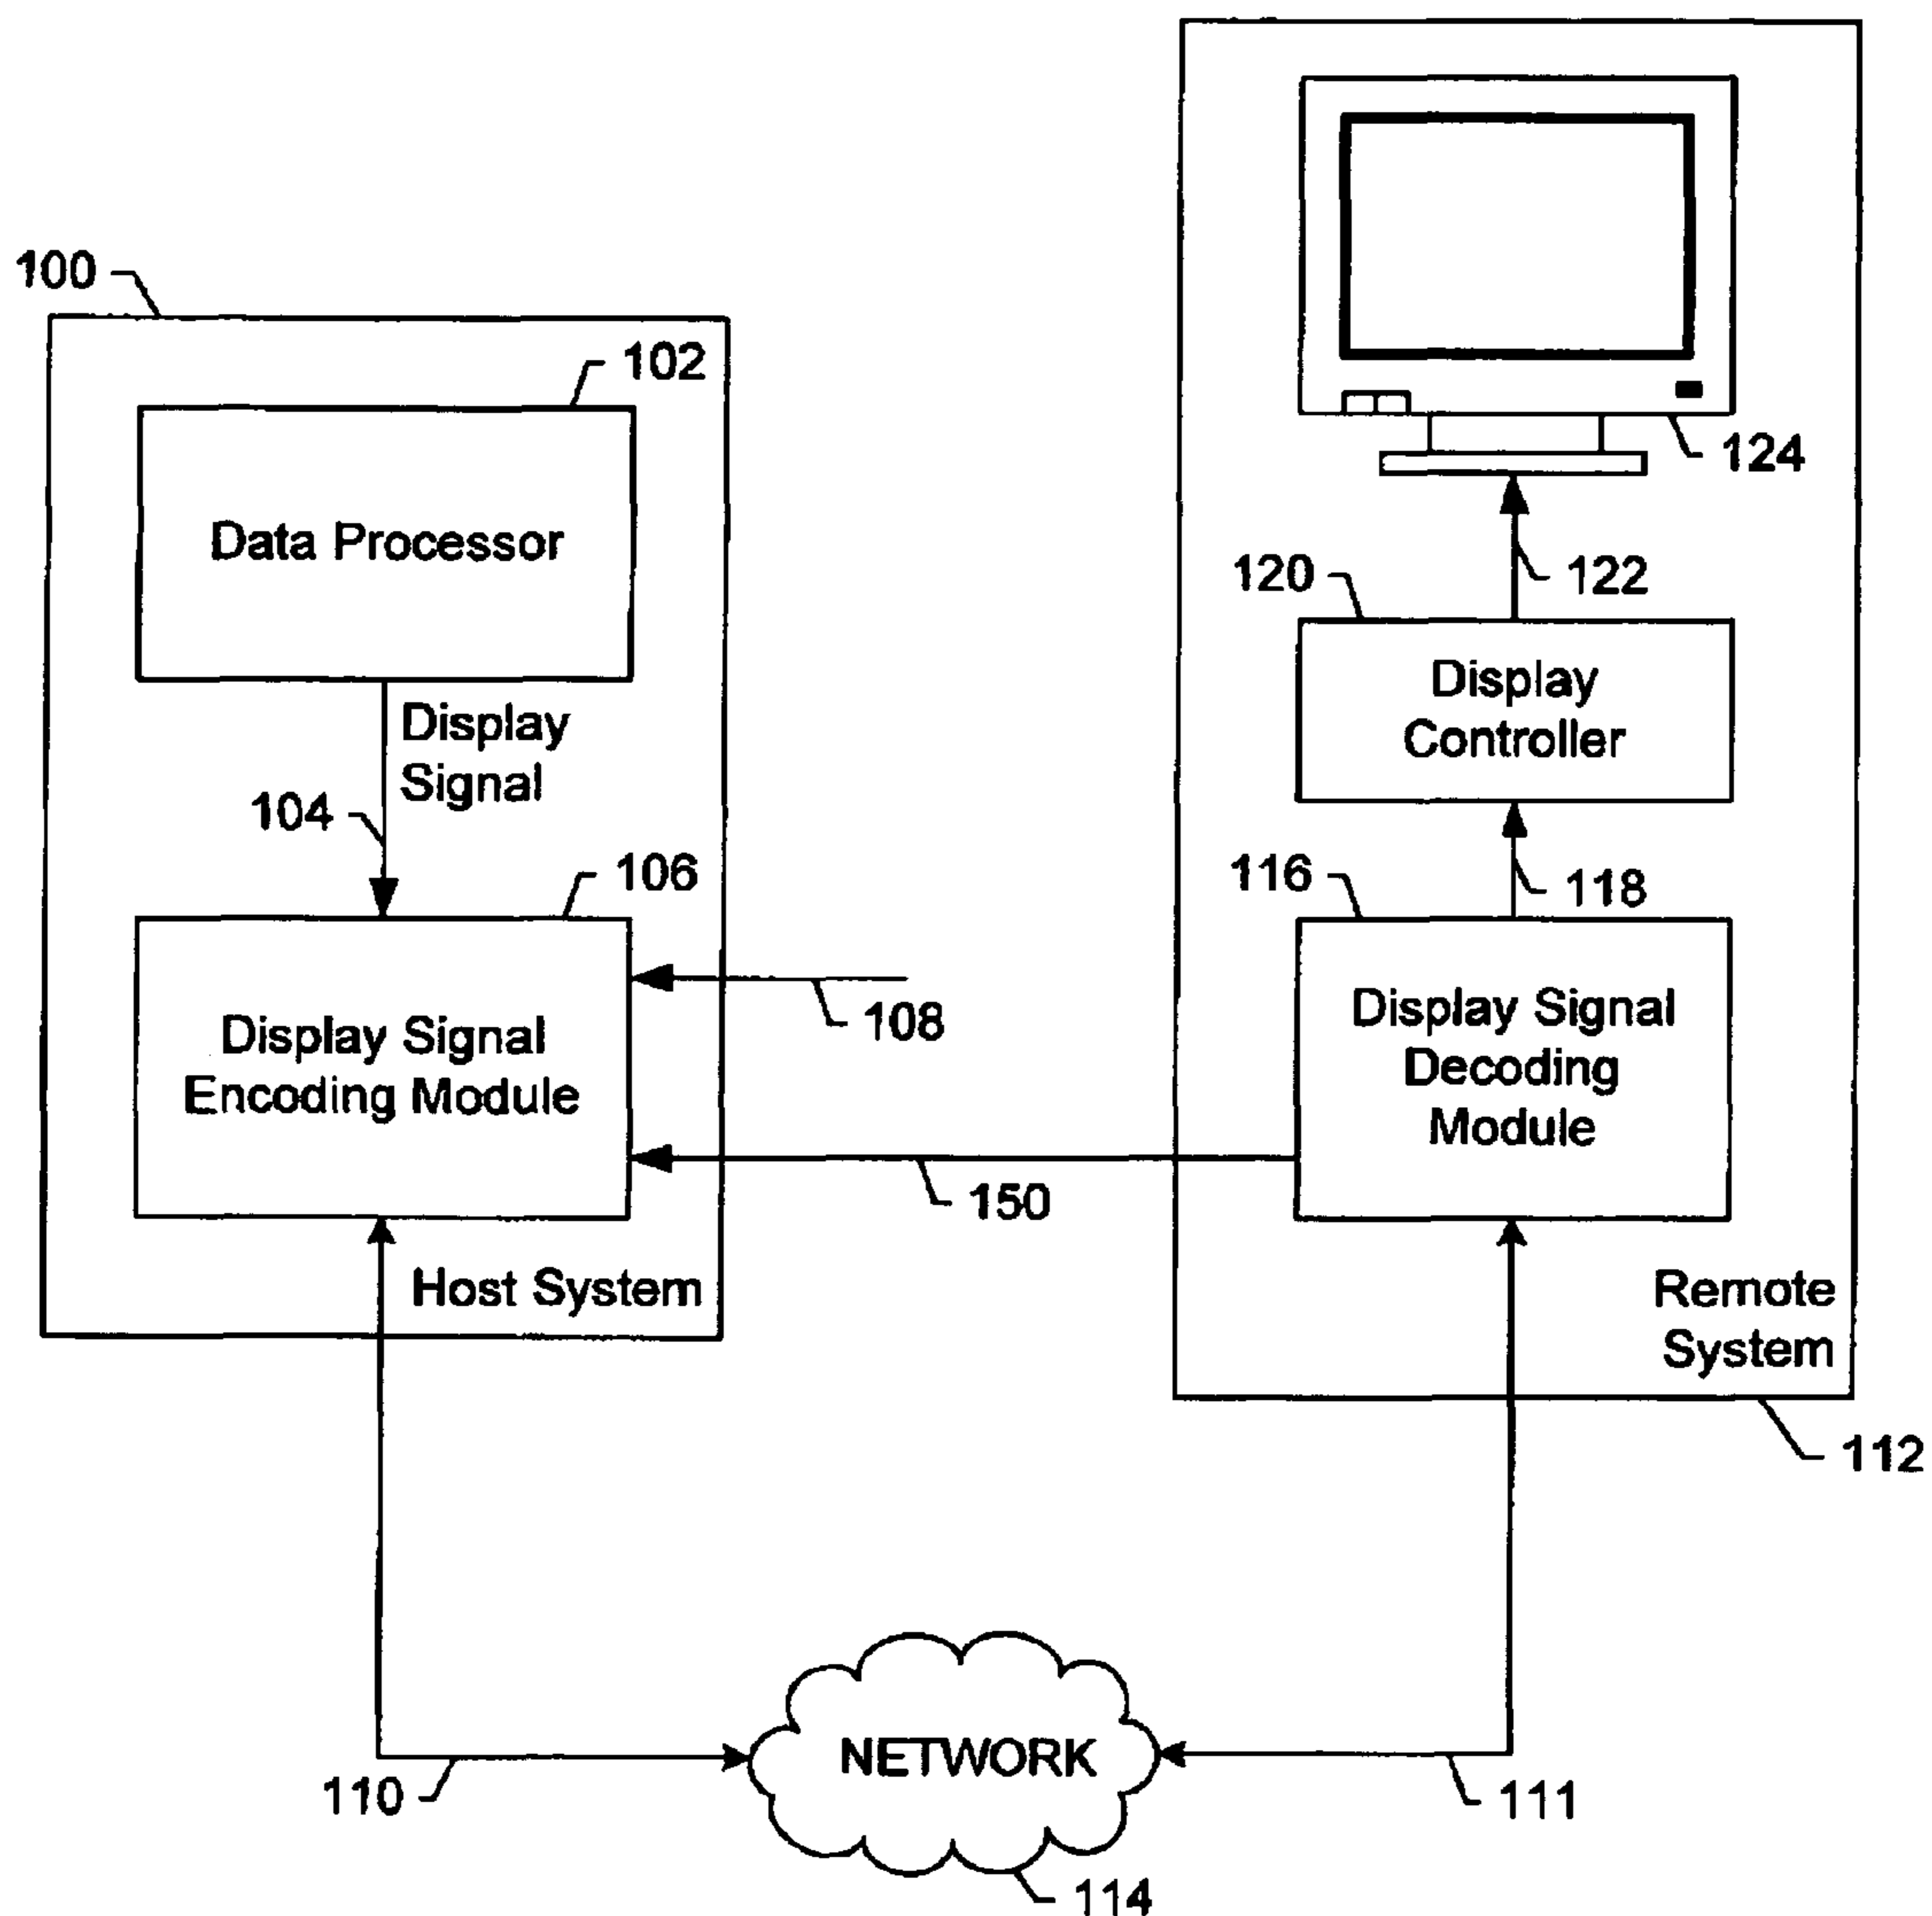 100
102
Data Processor
Display
Signal
104
106
Display Signal
Encoding Module
108
150
Host System
124
122
120
Display
Controller
118
116
Display Signal
Decoding
Module
Remote
System
112
NETWORK
110
111
114